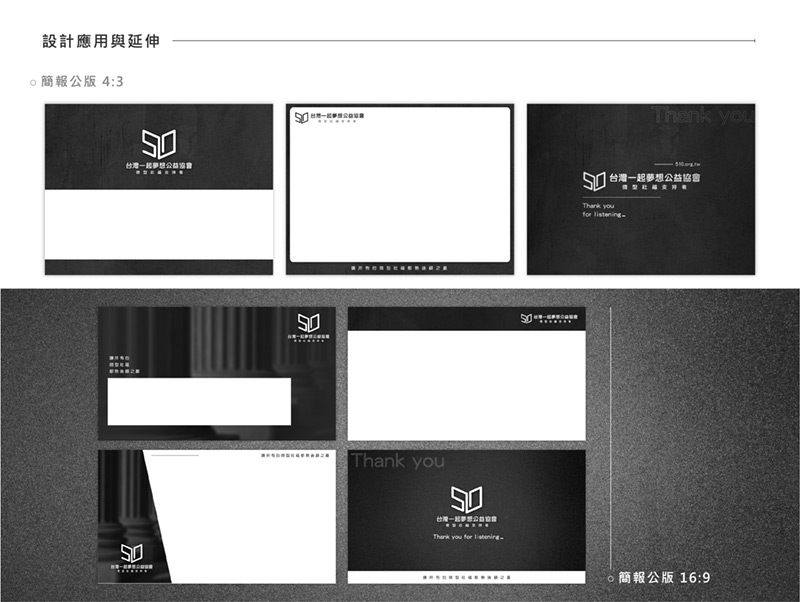 設計應用與延伸
簡報公版 4:3
510
台灣一起夢想公益協會
微型社福支持者
510
台灣一起夢想公益協會
微型社福支持者
讓所有的微型社福都無後顧之憂
Thank you
510.org.tw
510
台灣一起夢想公益協會
微型社福支持者
Thank you
for listening_
510
台灣一起夢想公益協會
微型社福支持者
讓所有的
微型社福
都無後顧之憂
510
台灣一起夢想公益協會
微型社福支持者
讓所有的微型社福都無後顧之憂
510
台灣一起夢想公益協會
微型社福支持者
Thank you
510
台灣一起夢想公益協會
微型社福支持者
Thank you for listening_
讓所有的微型社福都無後顧之憂
簡報公版 16:9